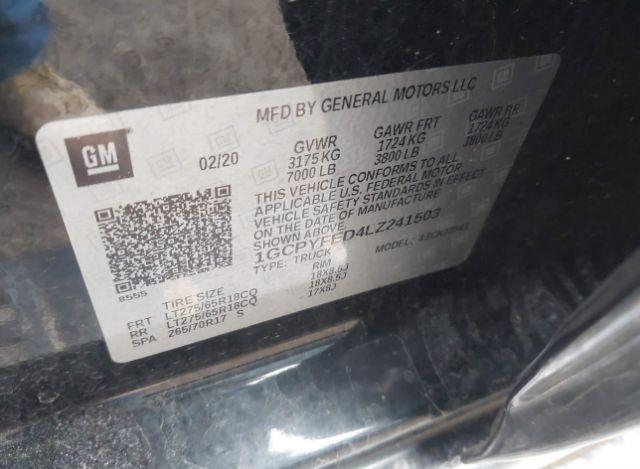 MFD BY GENERAL MOTORS LLC
GM
02/20
GVWR GAWR FRT GAWR RR
3175 KG 1724 KG 1724 KG
7000 LB 3800 LB 3800 LB
THIS VEHICLE CONFORMS TO ALL
APPLICABLE U.S. FEDERAL MOTOR
VEHICLE SAFETY STANDARDS IN EFFECT
ON THE DATE OF MANUFACTURE
1GCPYFED4LZ241503
TYPE: TRUCK MODEL:
8555
TIRE SIZE RIM
FRT LT275/65R18CQ 18X8.5J
RR LT275/65R18CQ 18X8.5J
SPA 265/70R17 S 17X8J